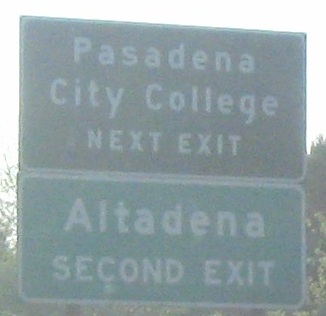 Pasadena
City College
NEXT EXIT
Altadena
SECOND EXIT